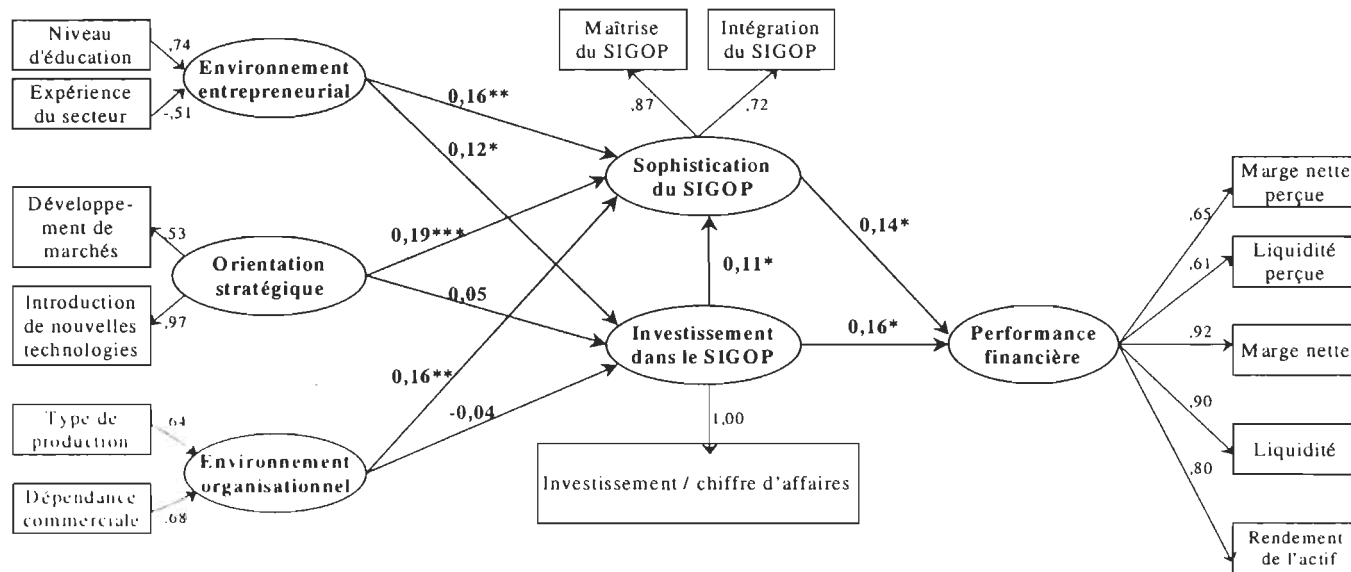 Niveau
d'éducation
Expérience
du secteur
,74
-,51
Environnement
entrepreneurial
Maîtrise
du SIGOP
Intégration
du SIGOP
,87
,72
0,16**
0,12*
Sophistication
du SIGOP
Développe-
ment de
marchés
,53
Introduction
de nouvelles
technologies
,97
Orientation
stratégique
0,19***
0,05
0,11*
0,14*
Investissement
dans le SIGOP
0,16*
Performance
financière
Marge nette
perçue
,65
Liquidité
perçue
,61
Marge nette
,92
Liquidité
,90
Rendement
de l'actif
,80
Type de
production
,64
Dépendance
commerciale
,68
Environnement
organisationnel
0,16**
-0,04
1,00
Investissement / chiffre d'affaires